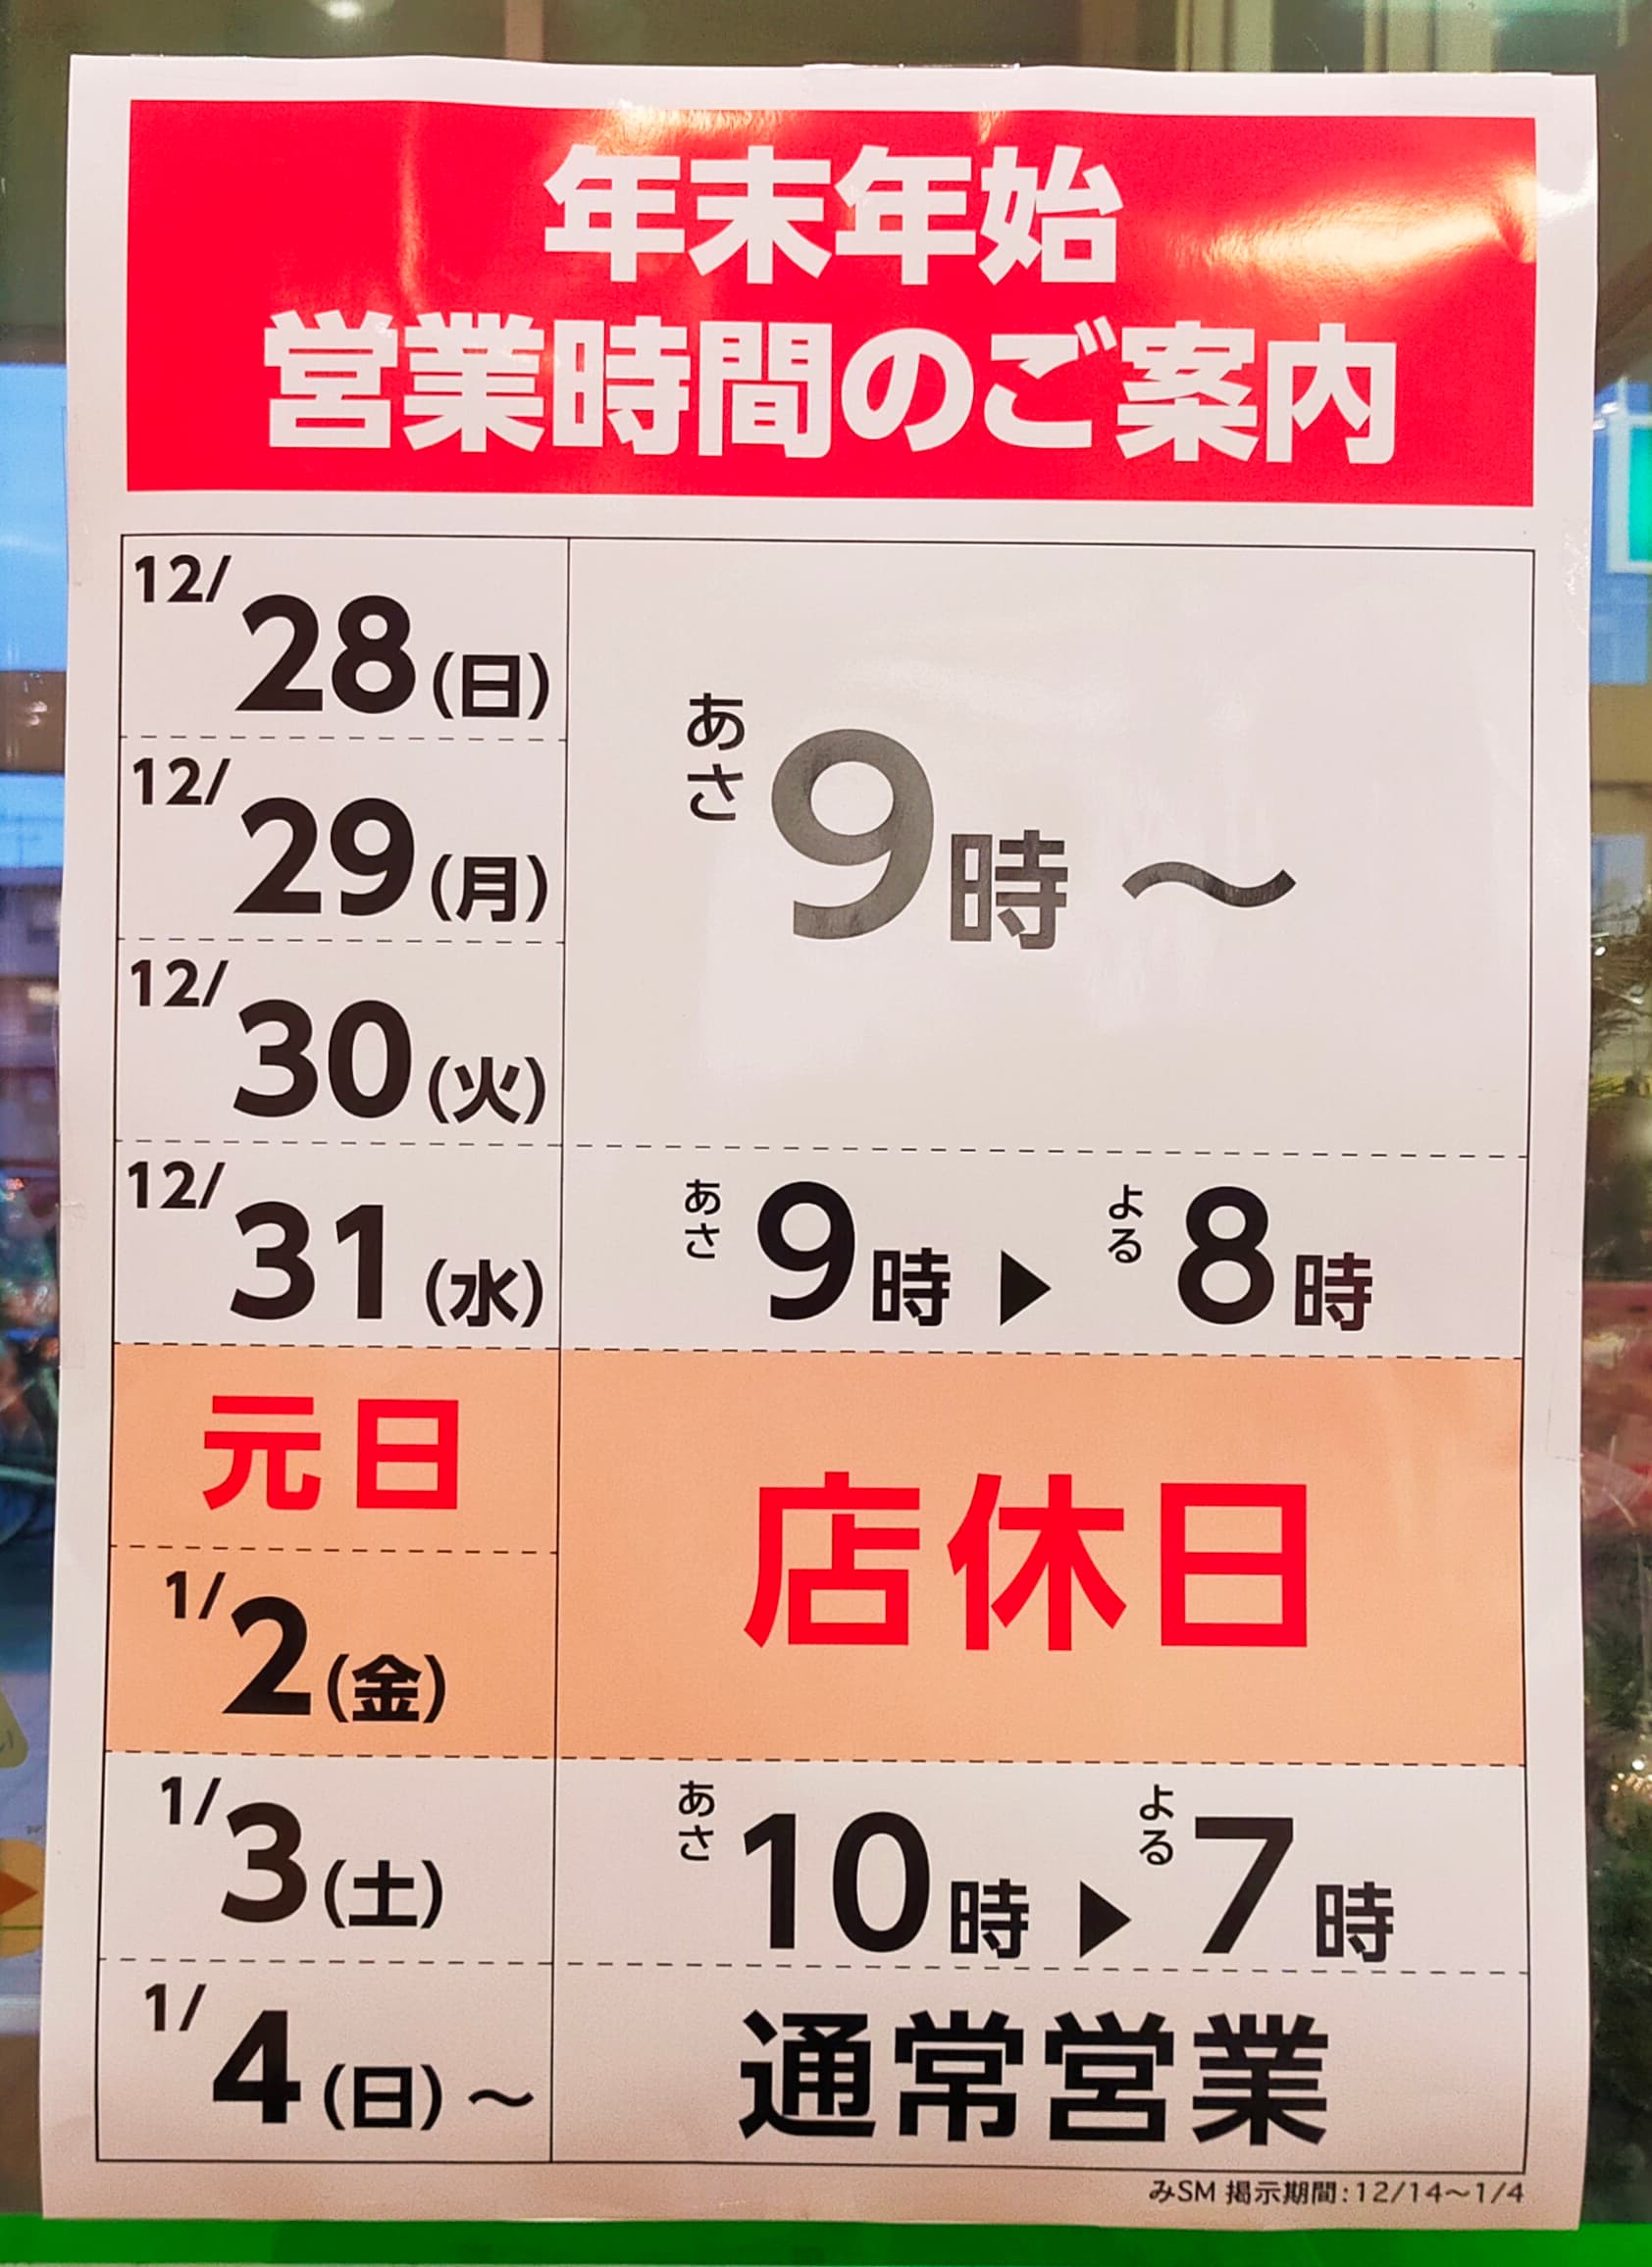 年末年始
営業時間のご案内
12/28(日)
12/29(月)
12/30(火)
あさ9時～
12/31(水)
あさ9時▶よる8時
元日
1/2(金)
店休日
1/3(土)
あさ10時▶よる7時
1/4(日)～
通常営業
みSM 掲示期間:12/14～1/4